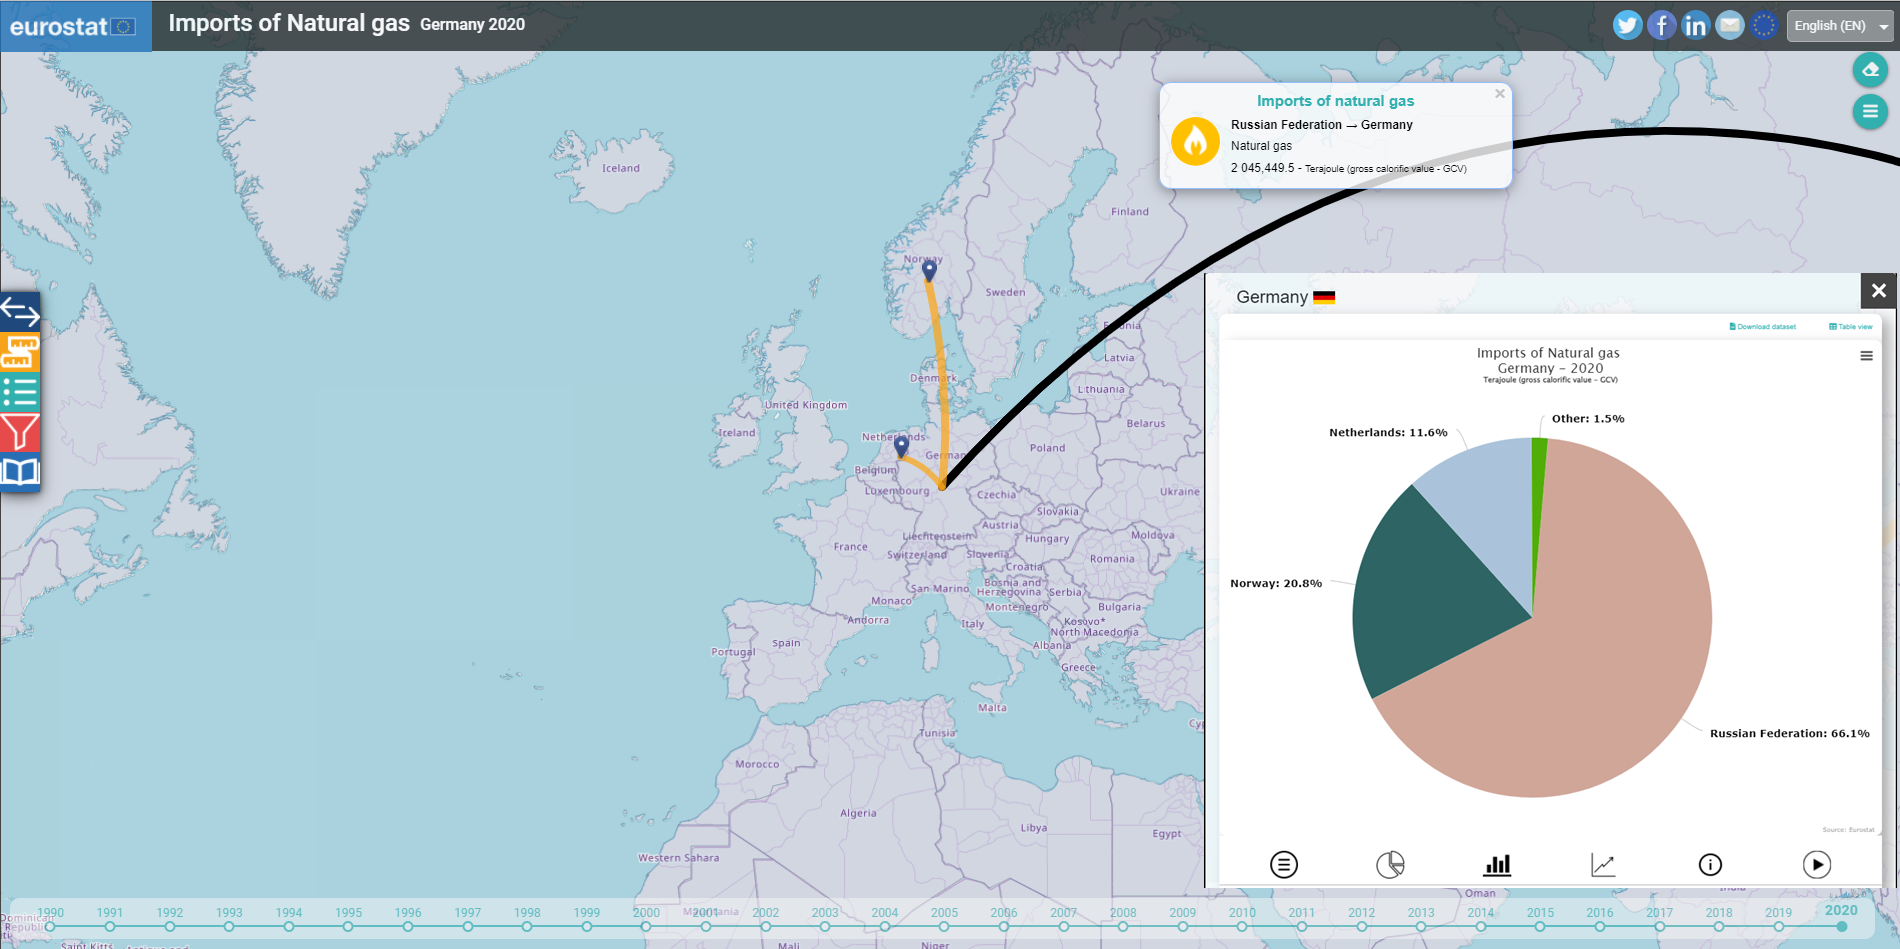 eurostat
Imports of Natural gas Germany 2020
English (EN)
Imports of natural gas
Russian Federation → Germany
Natural gas
2 045,449.5 - Terajoule (gross calorific value - GCV)
Iceland
Finland
Norway
Sweden
Estonia
Latvia
Denmark
Lithuania
United Kingdom
Ireland
Netherlands
Belarus
Germany
Poland
Belgium
Luxembourg
Czechia
Ukraine
Slovakia
Austria
Liechtenstein
Hungary
Moldova
France
Switzerland
Slovenia
Romania
Croatia
San Marino
Bosnia and
Herzegovina
Serbia
Monaco
Montenegro
Bulgaria
Andorra
Italy
Kosovo*
North Macedonia
Spain
Portugal
Albania
Greece
Malta
Tunisia
Morocco
Algeria
Libya
Egypt
Western Sahara
Germany
Download dataset
Table view
Imports of Natural gas
Germany - 2020
Terajoule (gross calorific value - GCV)
Other: 1.5%
Netherlands: 11.6%
Norway: 20.8%
Russian Federation: 66.1%
Source: Eurostat
Oman
India
Mauritania
1990 1991 1992 1993 1994 1995 1996 1997 1998 1999 2000 2001 2002 2003 2004 2005 2006 2007 2008 2009 2010 2011 2012 2013 2014 2015 2016 2017 2018 2019 2020
Saint Kitts
Mali
Niger